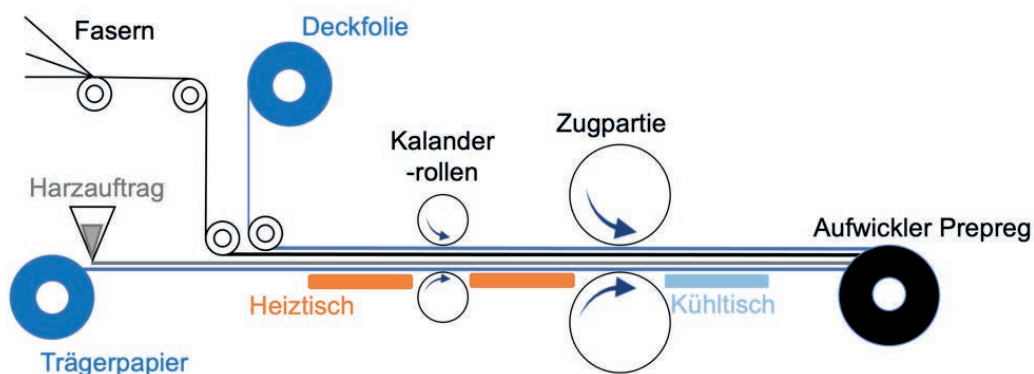 Fasern
Deckfolie
Kalander
-rollen
Zugpartie
Harzauftrag
Aufwickler Prepreg
Heiztisch
Kühltisch
Trägerpapier